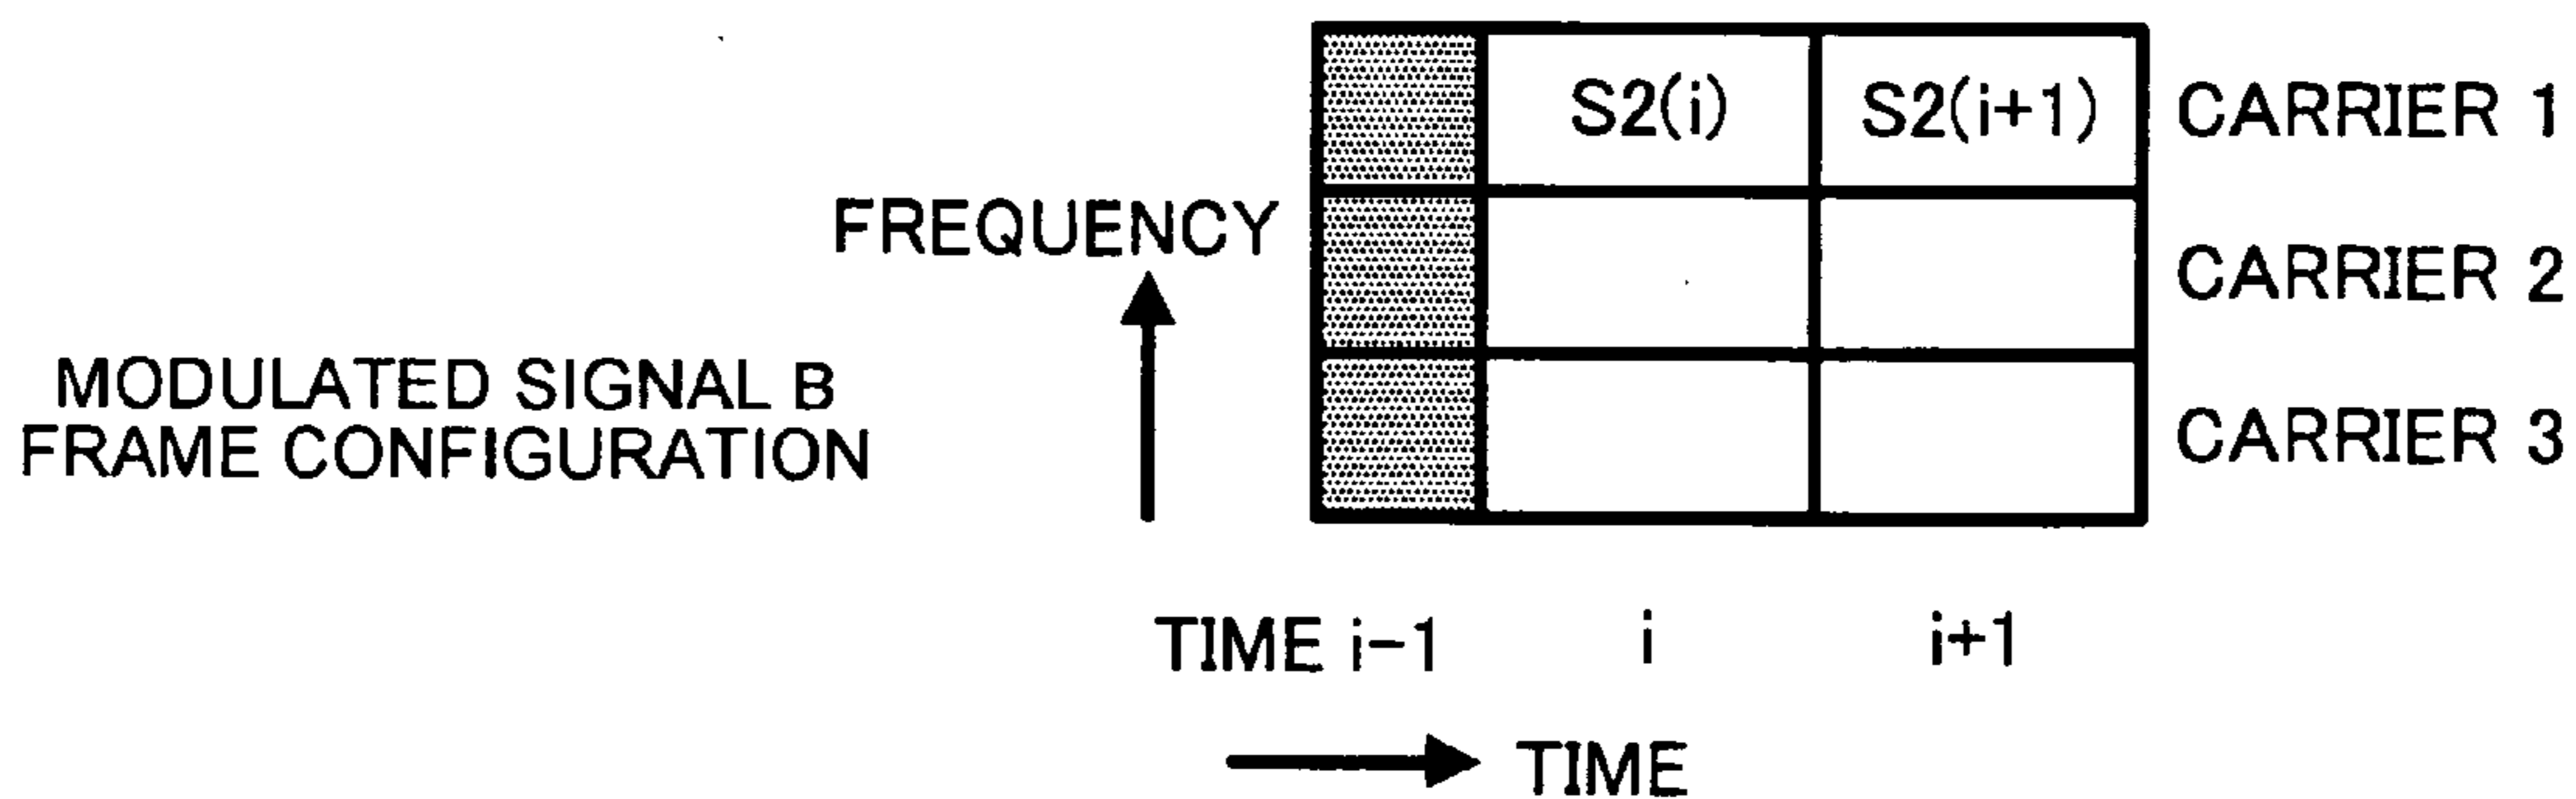 S2(i) S2(i+1) CARRIER 1
FREQUENCY
CARRIER 2
MODULATED SIGNAL B
FRAME CONFIGURATION
CARRIER 3
TIME i-1 i i+1
TIME